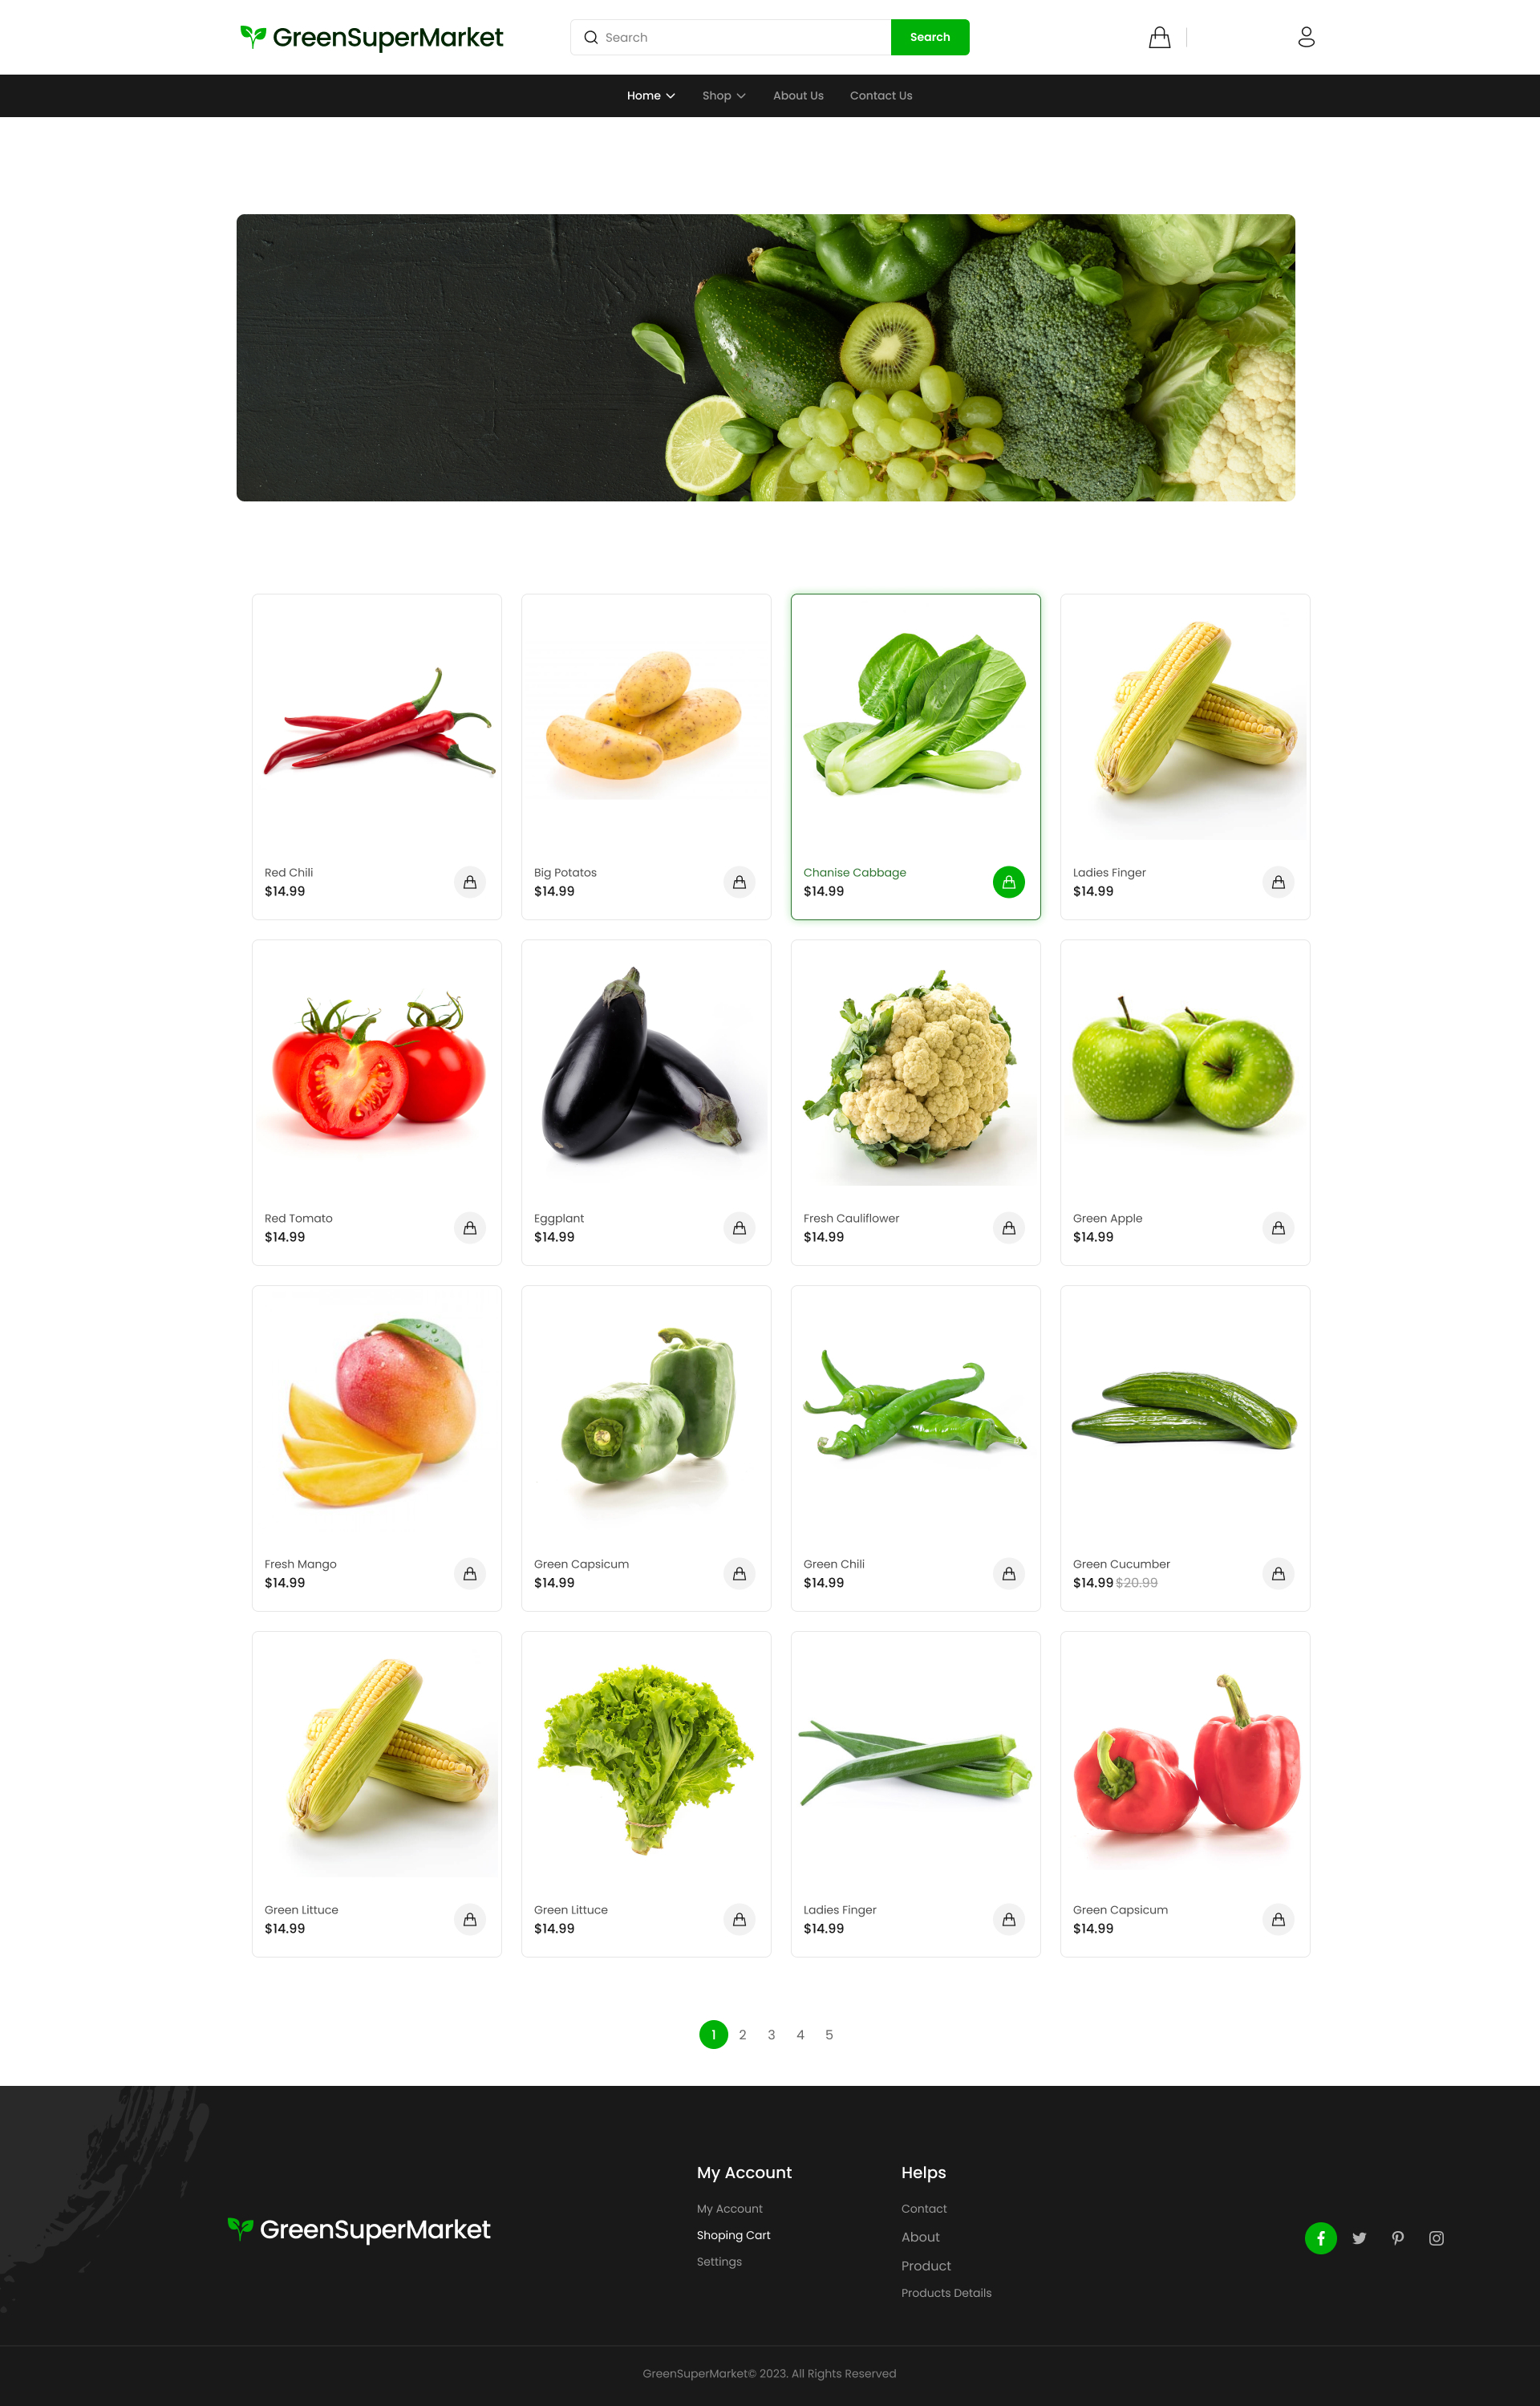 GreenSuperMarket
Search
Search
Home
Shop
About Us
Contact Us
Red Chili
$14.99
Big Potatos
$14.99
Chanise Cabbage
$14.99
Ladies Finger
$14.99
Red Tomato
$14.99
Eggplant
$14.99
Fresh Cauliflower
$14.99
Green Apple
$14.99
Fresh Mango
$14.99
Green Capsicum
$14.99
Green Chili
$14.99
Green Cucumber
$14.99 $20.99
Green Littuce
$14.99
Green Littuce
$14.99
Ladies Finger
$14.99
Green Capsicum
$14.99
1 2 3 4 5
GreenSuperMarket
My Account
My Account
Shoping Cart
Settings
Helps
Contact
About
Product
Products Details
GreenSuperMarket© 2023. All Rights Reserved